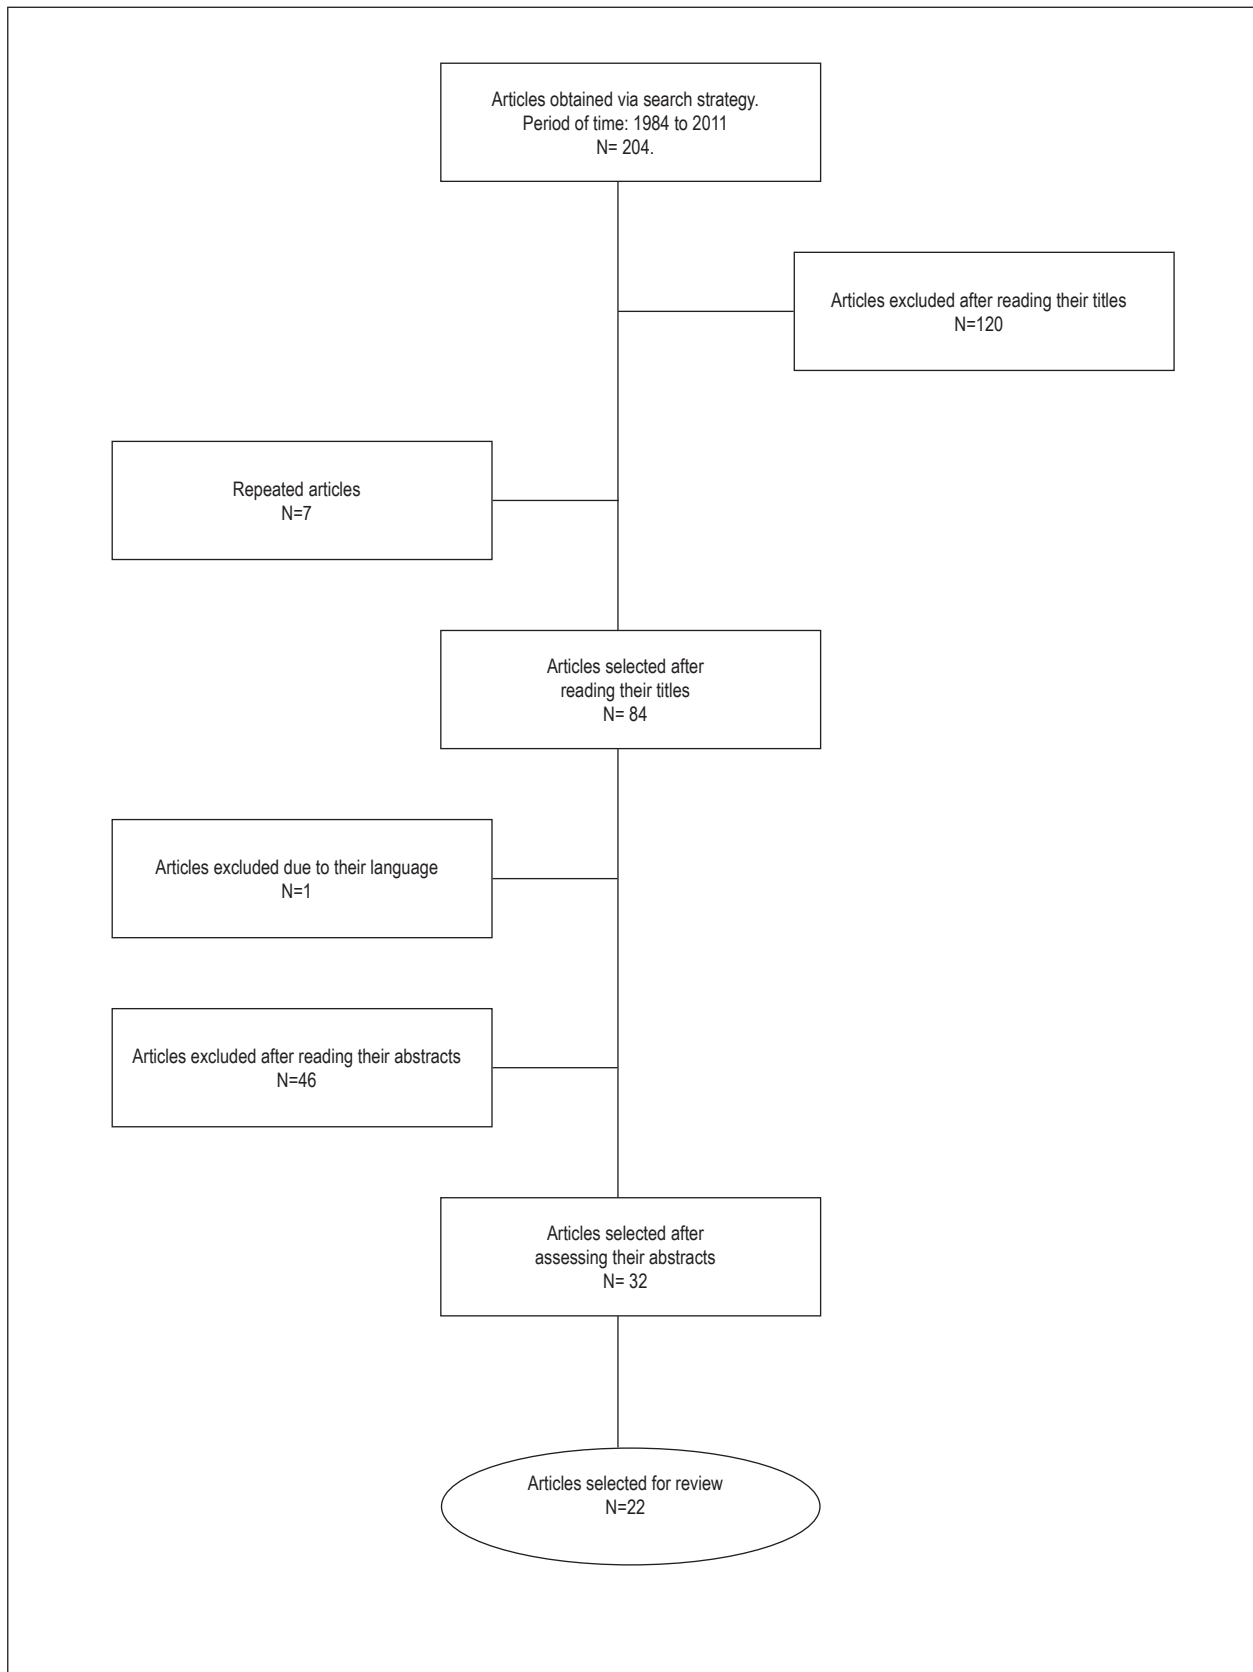 Articles obtained via search strategy.
Period of time: 1984 to 2011
N= 204.
Articles excluded after reading their titles
N=120
Repeated articles
N=7
Articles selected after
reading their titles
N= 84
Articles excluded due to their language
N=1
Articles excluded after reading their abstracts
N=46
Articles selected after
assessing their abstracts
N= 32
Articles selected for review
N=22